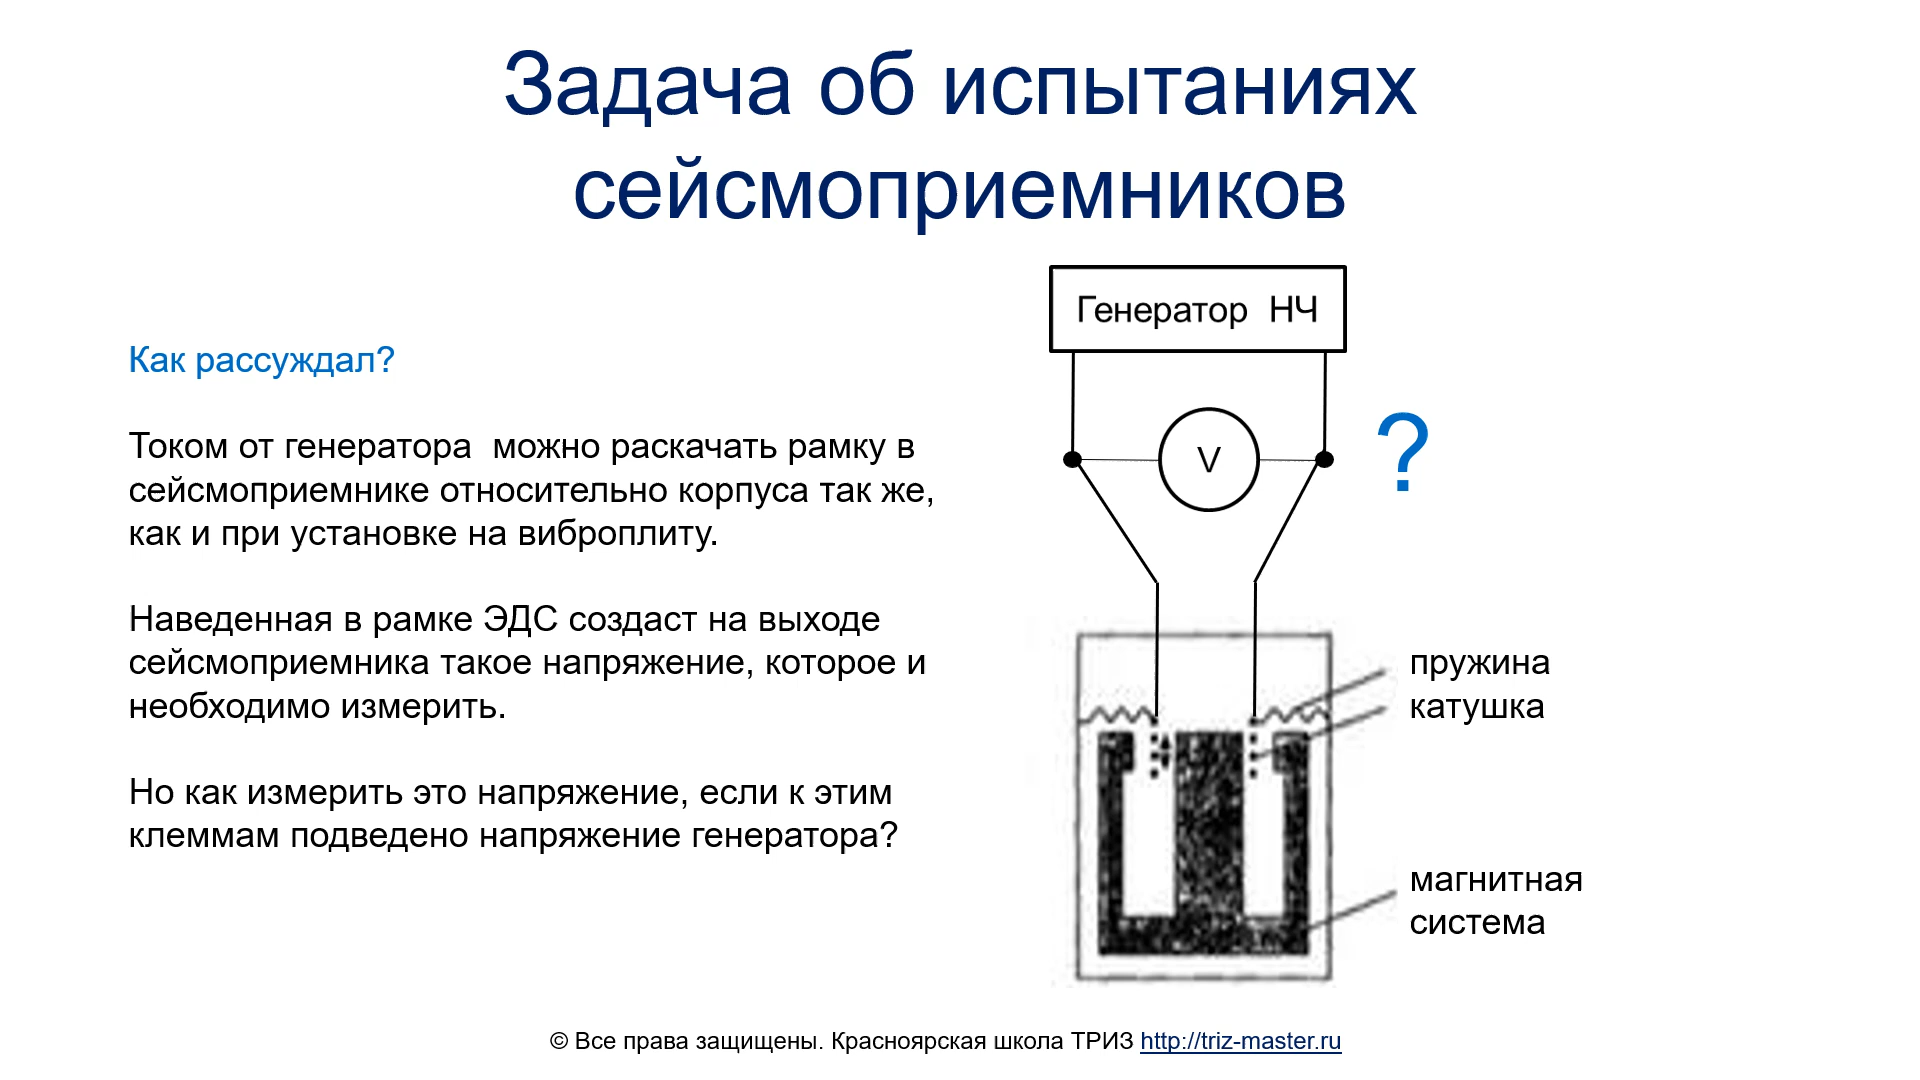 Задача об испытаниях
сейсмоприемников
Генератор НЧ
Как рассуждал?
Током от генератора можно раскачать рамку в
сейсмоприемнике относительно корпуса так же,
как и при установке на виброплиту.
V
?
Наведенная в рамке ЭДС создаст на выходе
сейсмоприемника такое напряжение, которое и
необходимо измерить.
пружина
катушка
Но как измерить это напряжение, если к этим
клеммам подведено напряжение генератора?
магнитная
система
© Все права защищены. Красноярская школа ТРИЗ http://triz-master.ru